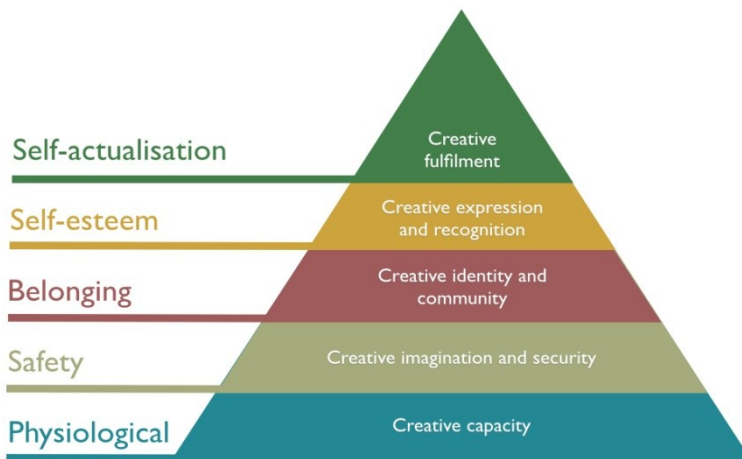 Self-actualisation
Creative
fulfilment
Self-esteem
Creative expression
and recognition
Belonging
Creative identity and
community
Safety
Creative imagination and security
Physiological
Creative capacity